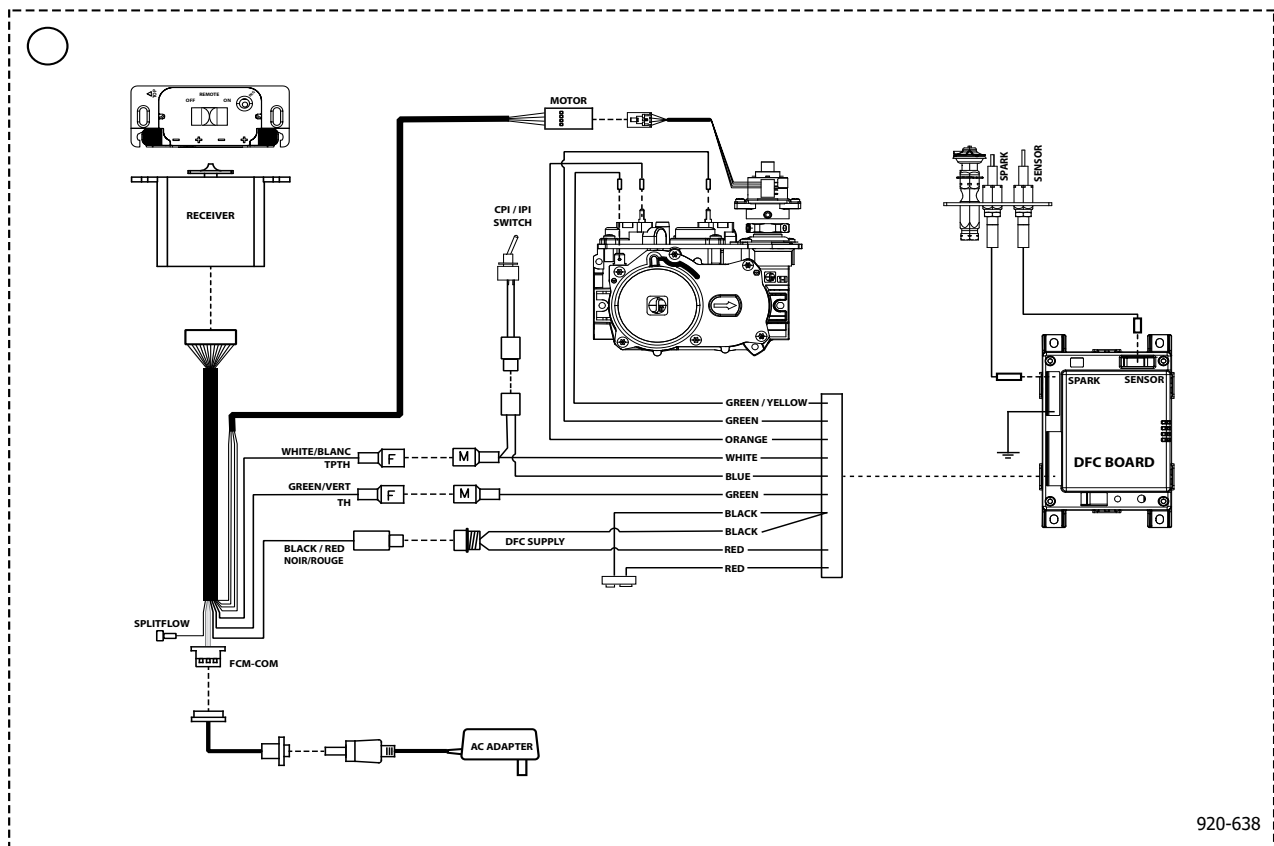 REMOTE
OFF
ON
MOTOR
SPARK
SENSOR
RECEIVER
CPI / IPI
SWITCH
SPARK
SENSOR
DFC BOARD
GREEN / YELLOW
GREEN
ORANGE
WHITE
BLUE
GREEN
BLACK
BLACK
RED
RED
WHITE/BLANC
TPTH
F
M
GREEN/VERT
TH
F
M
BLACK / RED
NOIR/ROUGE
DFC SUPPLY
SPLITFLOW
FCM-COM
AC ADAPTER
920-638